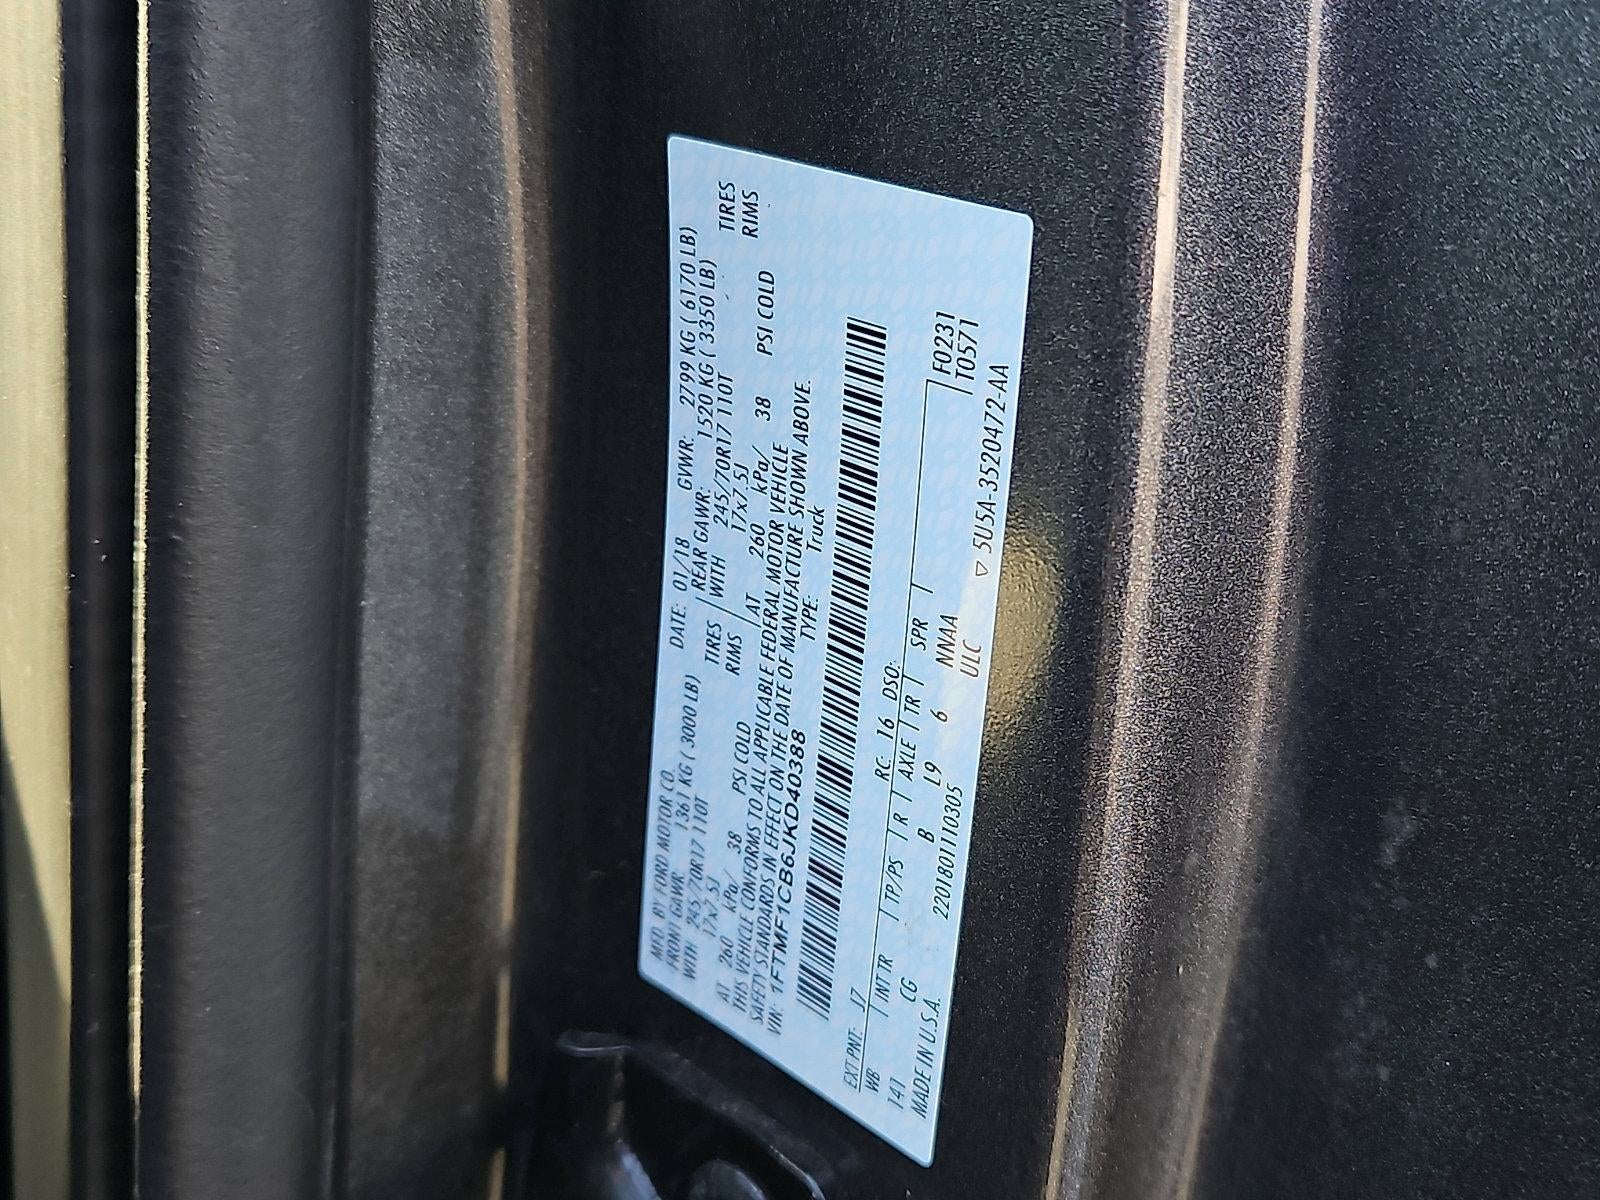 MFD. BY FORD MOTOR CO. DATE: 01/18 GVWR: 2799 KG ( 6170 LB)
FRONT GAWR: 1361 KG ( 3000 LB) REAR GAWR: 1520 KG ( 3350 LB)
WITH 245/70R17 110T TIRES WITH 245/70R17 110T TIRES
17x7.5J RIMS 17x7.5J RIMS
AT 260 kPa/ 38 PSI COLD AT 260 kPa/ 38 PSI COLD
THIS VEHICLE CONFORMS TO ALL APPLICABLE FEDERAL MOTOR VEHICLE
SAFETY STANDARDS IN EFFECT ON THE DATE OF MANUFACTURE SHOWN ABOVE.
VIN: 1FTMF1CB6JKD40388 TYPE: Truck
EXT PNT: J7 RC: 16 DSO: F0231
WB INT TR TP/PS R AXLE TR SPR T0571
141 CG B L9 6 NNAA
MADE IN U.S.A. 220180111O305 ULC ▽ 5U5A-3520472-AA